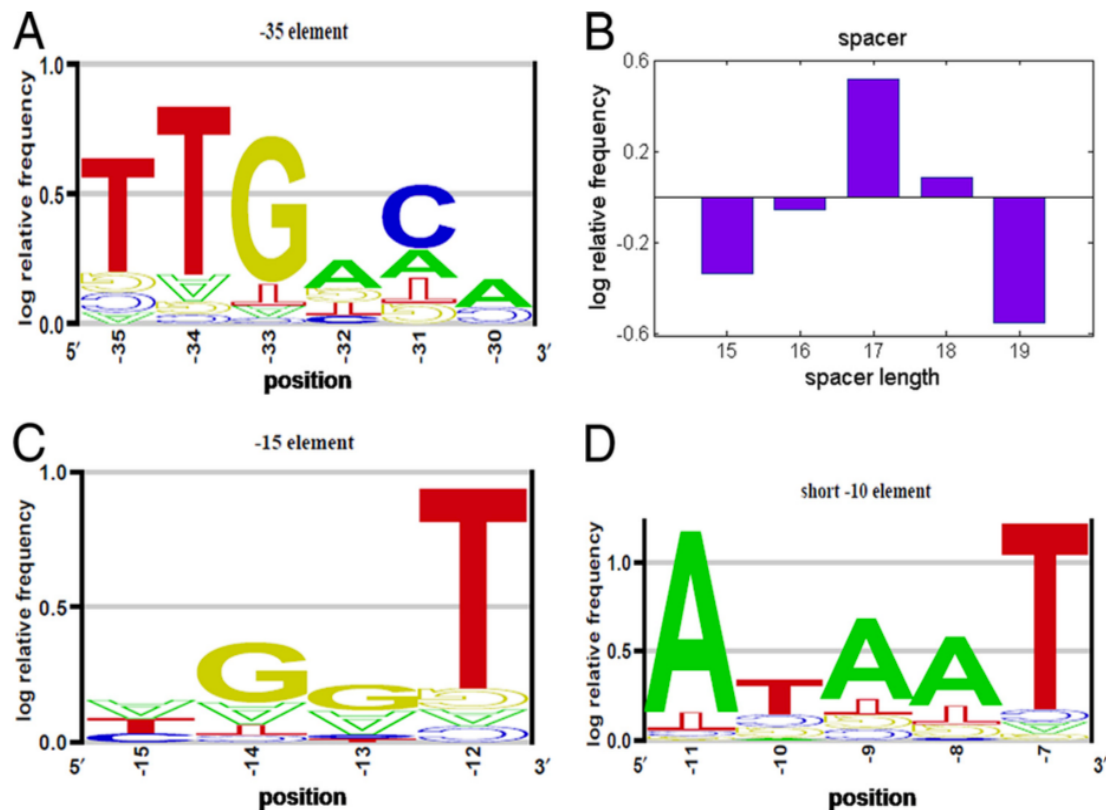 A
-35 element
log relative frequency
1.0
0.5
0.0
5′ -35 -34 -33 -32 -31 -30 3′
position
B
spacer
log relative frequency
0.6
0.2
-0.2
-0.6
15 16 17 18 19
spacer length
C
-15 element
log relative frequency
1.0
0.5
0.0
5′ -15 -14 -13 -12 3′
position
D
short -10 element
log relative frequency
1.0
0.5
0.0
5′ -11 -10 -9 -8 -7 3′
position